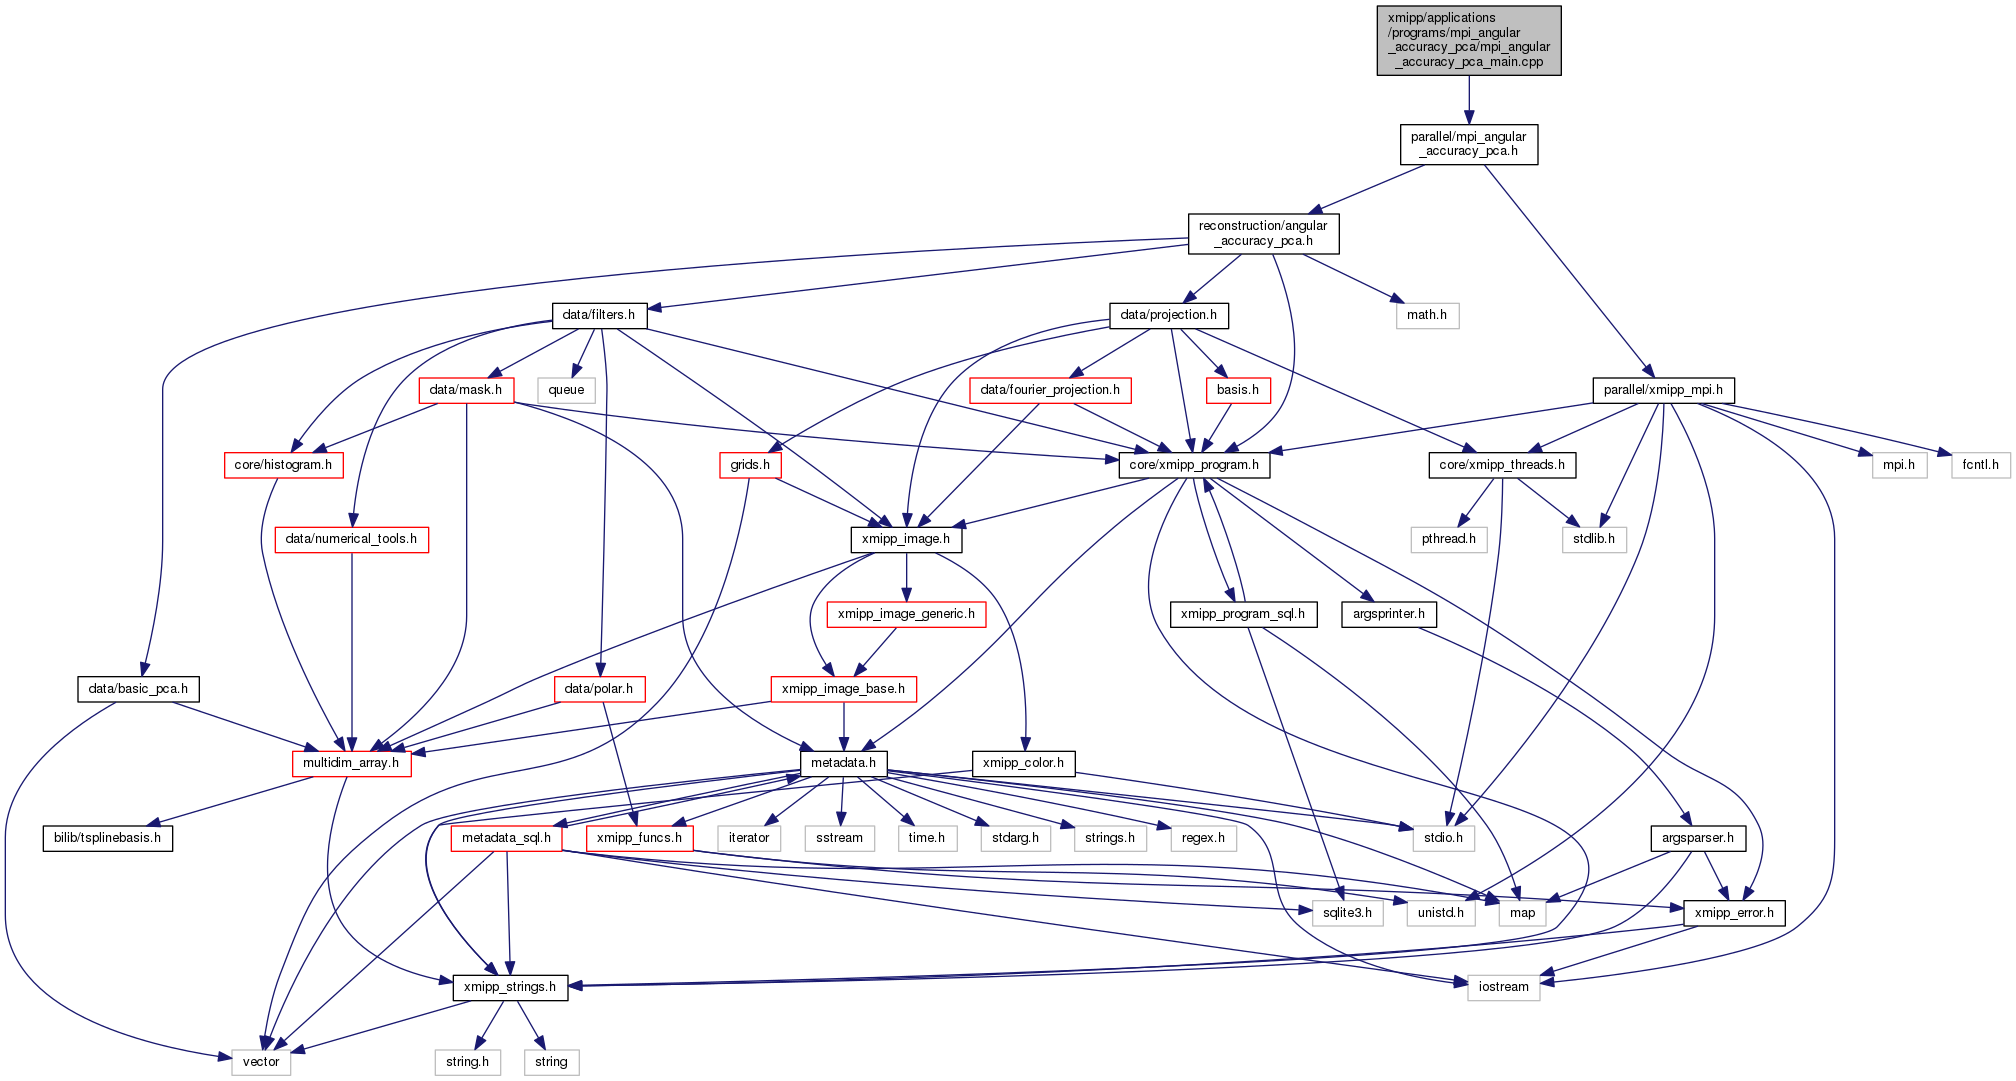 xmipp/applications
/programs/mpi_angular
_accuracy_pca/mpi_angular
_accuracy_pca_main.cpp
parallel/mpi_angular
_accuracy_pca.h
reconstruction/angular
_accuracy_pca.h
data/filters.h
data/projection.h
math.h
data/mask.h
queue
data/fourier_projection.h
basis.h
parallel/xmipp_mpi.h
core/histogram.h
grids.h
core/xmipp_program.h
core/xmipp_threads.h
mpi.h
fcntl.h
data/numerical_tools.h
xmipp_image.h
pthread.h
stdlib.h
xmipp_image_generic.h
xmipp_program_sql.h
argsprinter.h
data/basic_pca.h
data/polar.h
xmipp_image_base.h
multidim_array.h
metadata.h
xmipp_color.h
bilib/tsplinebasis.h
metadata_sql.h
xmipp_funcs.h
iterator
sstream
time.h
stdarg.h
strings.h
regex.h
stdio.h
argsparser.h
sqlite3.h
unistd.h
map
xmipp_error.h
xmipp_strings.h
iostream
vector
string.h
string